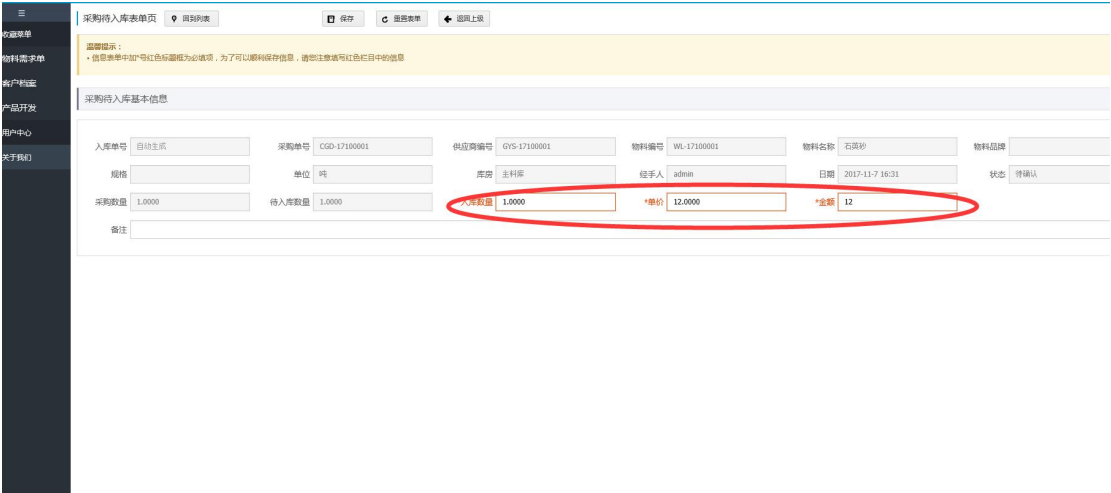 ☰
采购待入库表单页 回到列表 保存 重置表单 退回上级
收藏菜单
物料需求单
客户档案
产品开发
用户中心
关于我们
温馨提示：
• 信息表单中加*号红色标题框为必填项，为了可以顺利保存信息，请您注意填写红色栏目中的信息
采购待入库基本信息
入库单号 自动生成 采购单号 CGD-17100001 供应商编号 GYS-17100001 物料编号 WL-17100001 物料名称 石英砂 物料品牌
规格 单位 吨 库房 主料库 经手人 admin 日期 2017-11-7 16:31 状态 待确认
采购数量 1.0000 待入库数量 1.0000 入库数量 1.0000 *单价 12.0000 *金额 12
备注